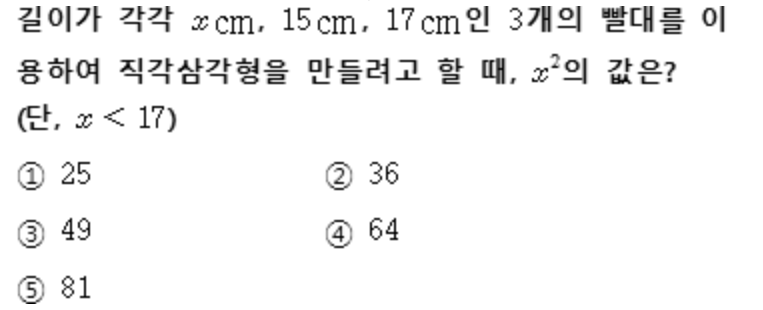 길이가 각각 x cm, 15 cm, 17 cm인 3개의 빨대를 이
용하여 직각삼각형을 만들려고 할 때, x²의 값은?
(단, x < 17)
① 25 ② 36
③ 49 ④ 64
⑤ 81